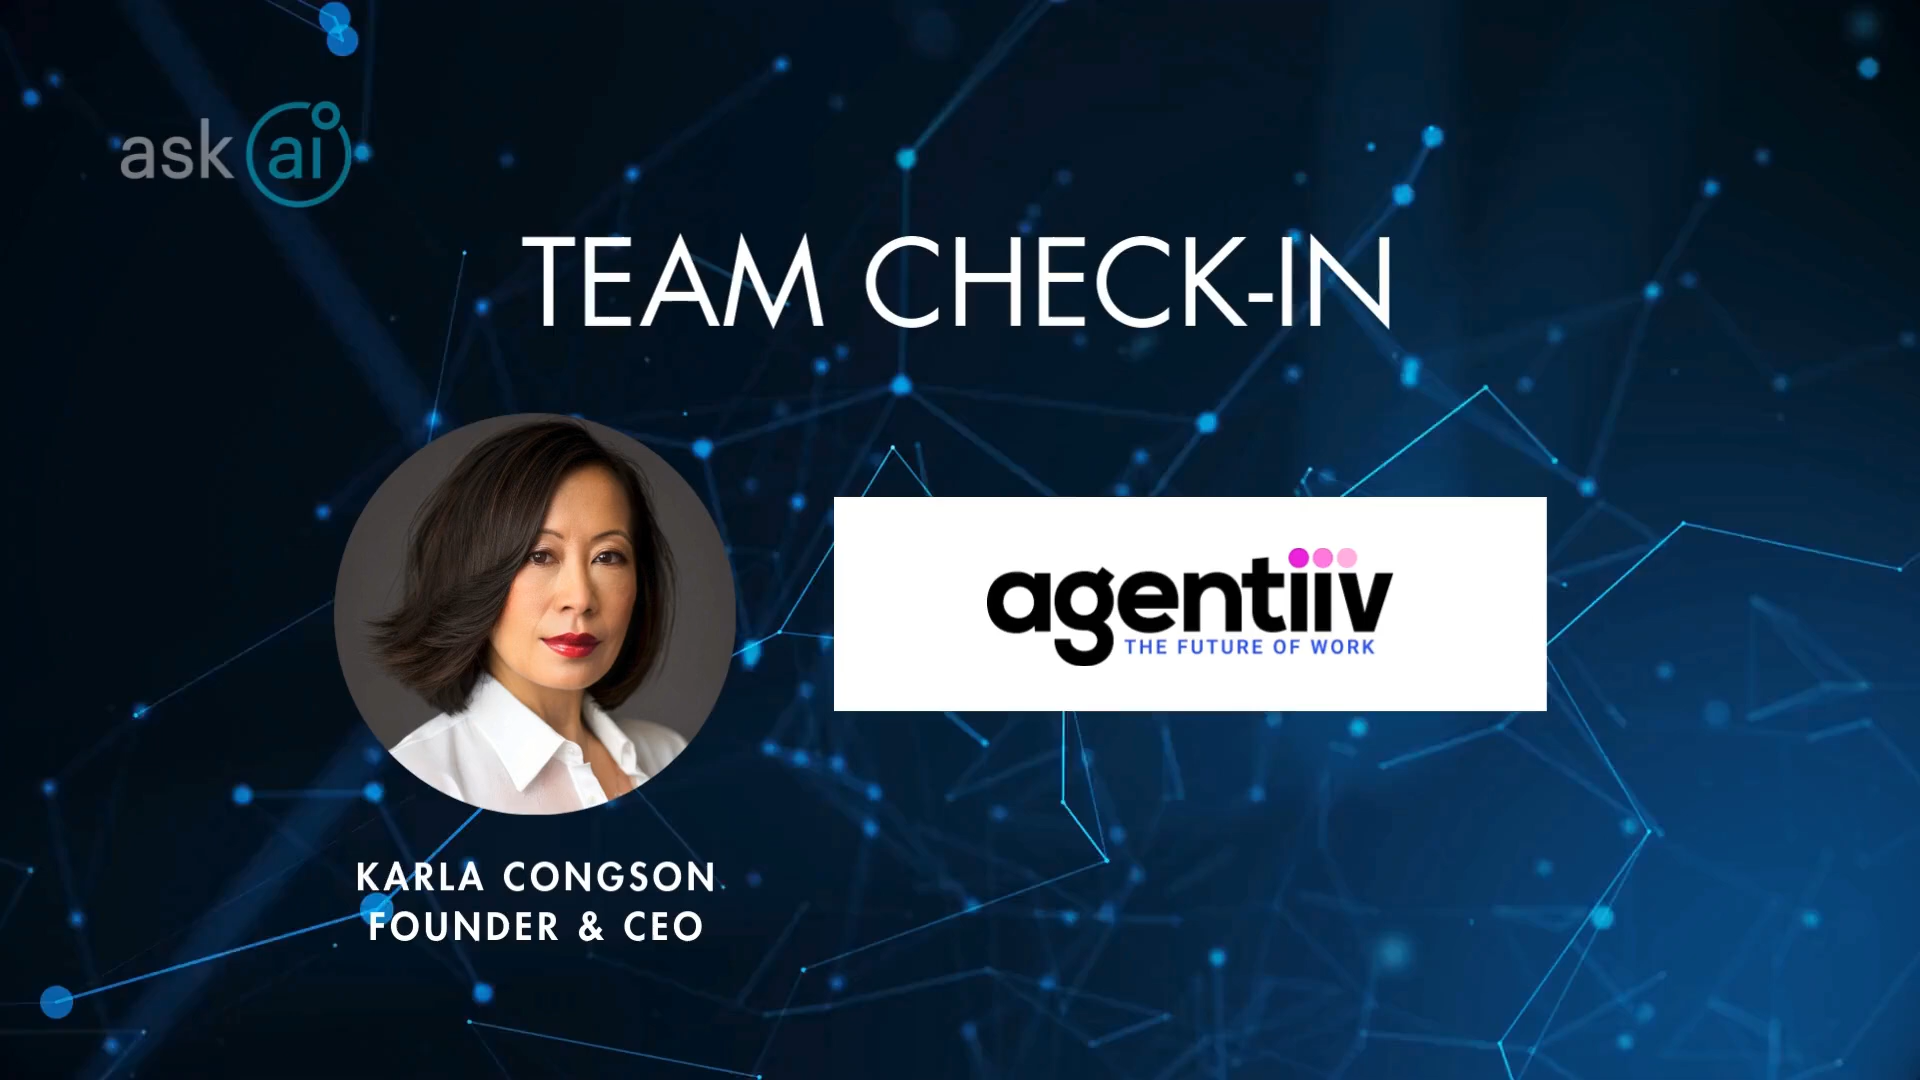 ask ai
TEAM CHECK-IN
agentiiv
THE FUTURE OF WORK
KARLA CONGSON
FOUNDER & CEO